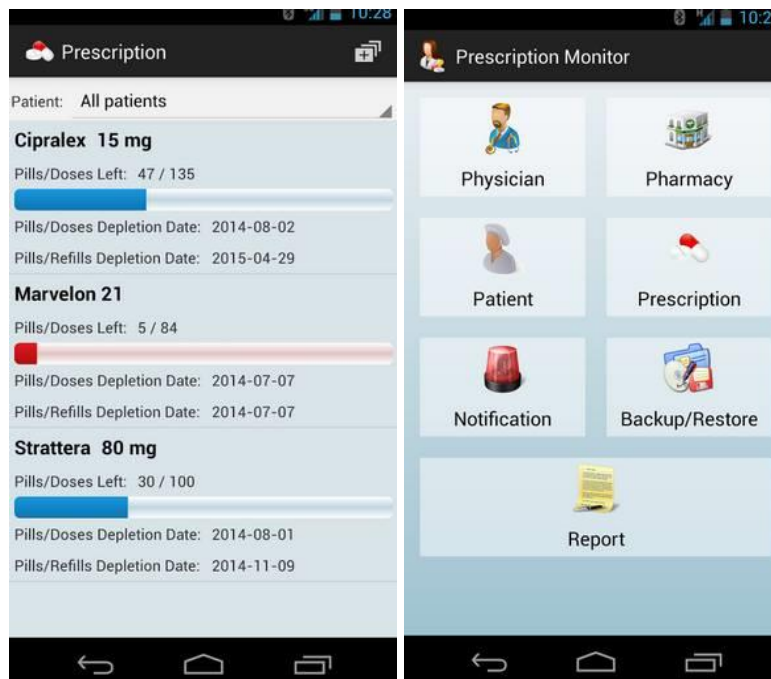 10:28
Prescription
Patient: All patients
Cipralex 15 mg
Pills/Doses Left: 47 / 135
Pills/Doses Depletion Date: 2014-08-02
Pills/Refills Depletion Date: 2015-04-29
Marvelon 21
Pills/Doses Left: 5 / 84
Pills/Doses Depletion Date: 2014-07-07
Pills/Refills Depletion Date: 2014-07-07
Strattera 80 mg
Pills/Doses Left: 30 / 100
Pills/Doses Depletion Date: 2014-08-01
Pills/Refills Depletion Date: 2014-11-09
10:2
Prescription Monitor
Physician
Pharmacy
Patient
Prescription
Notification
Backup/Restore
Report